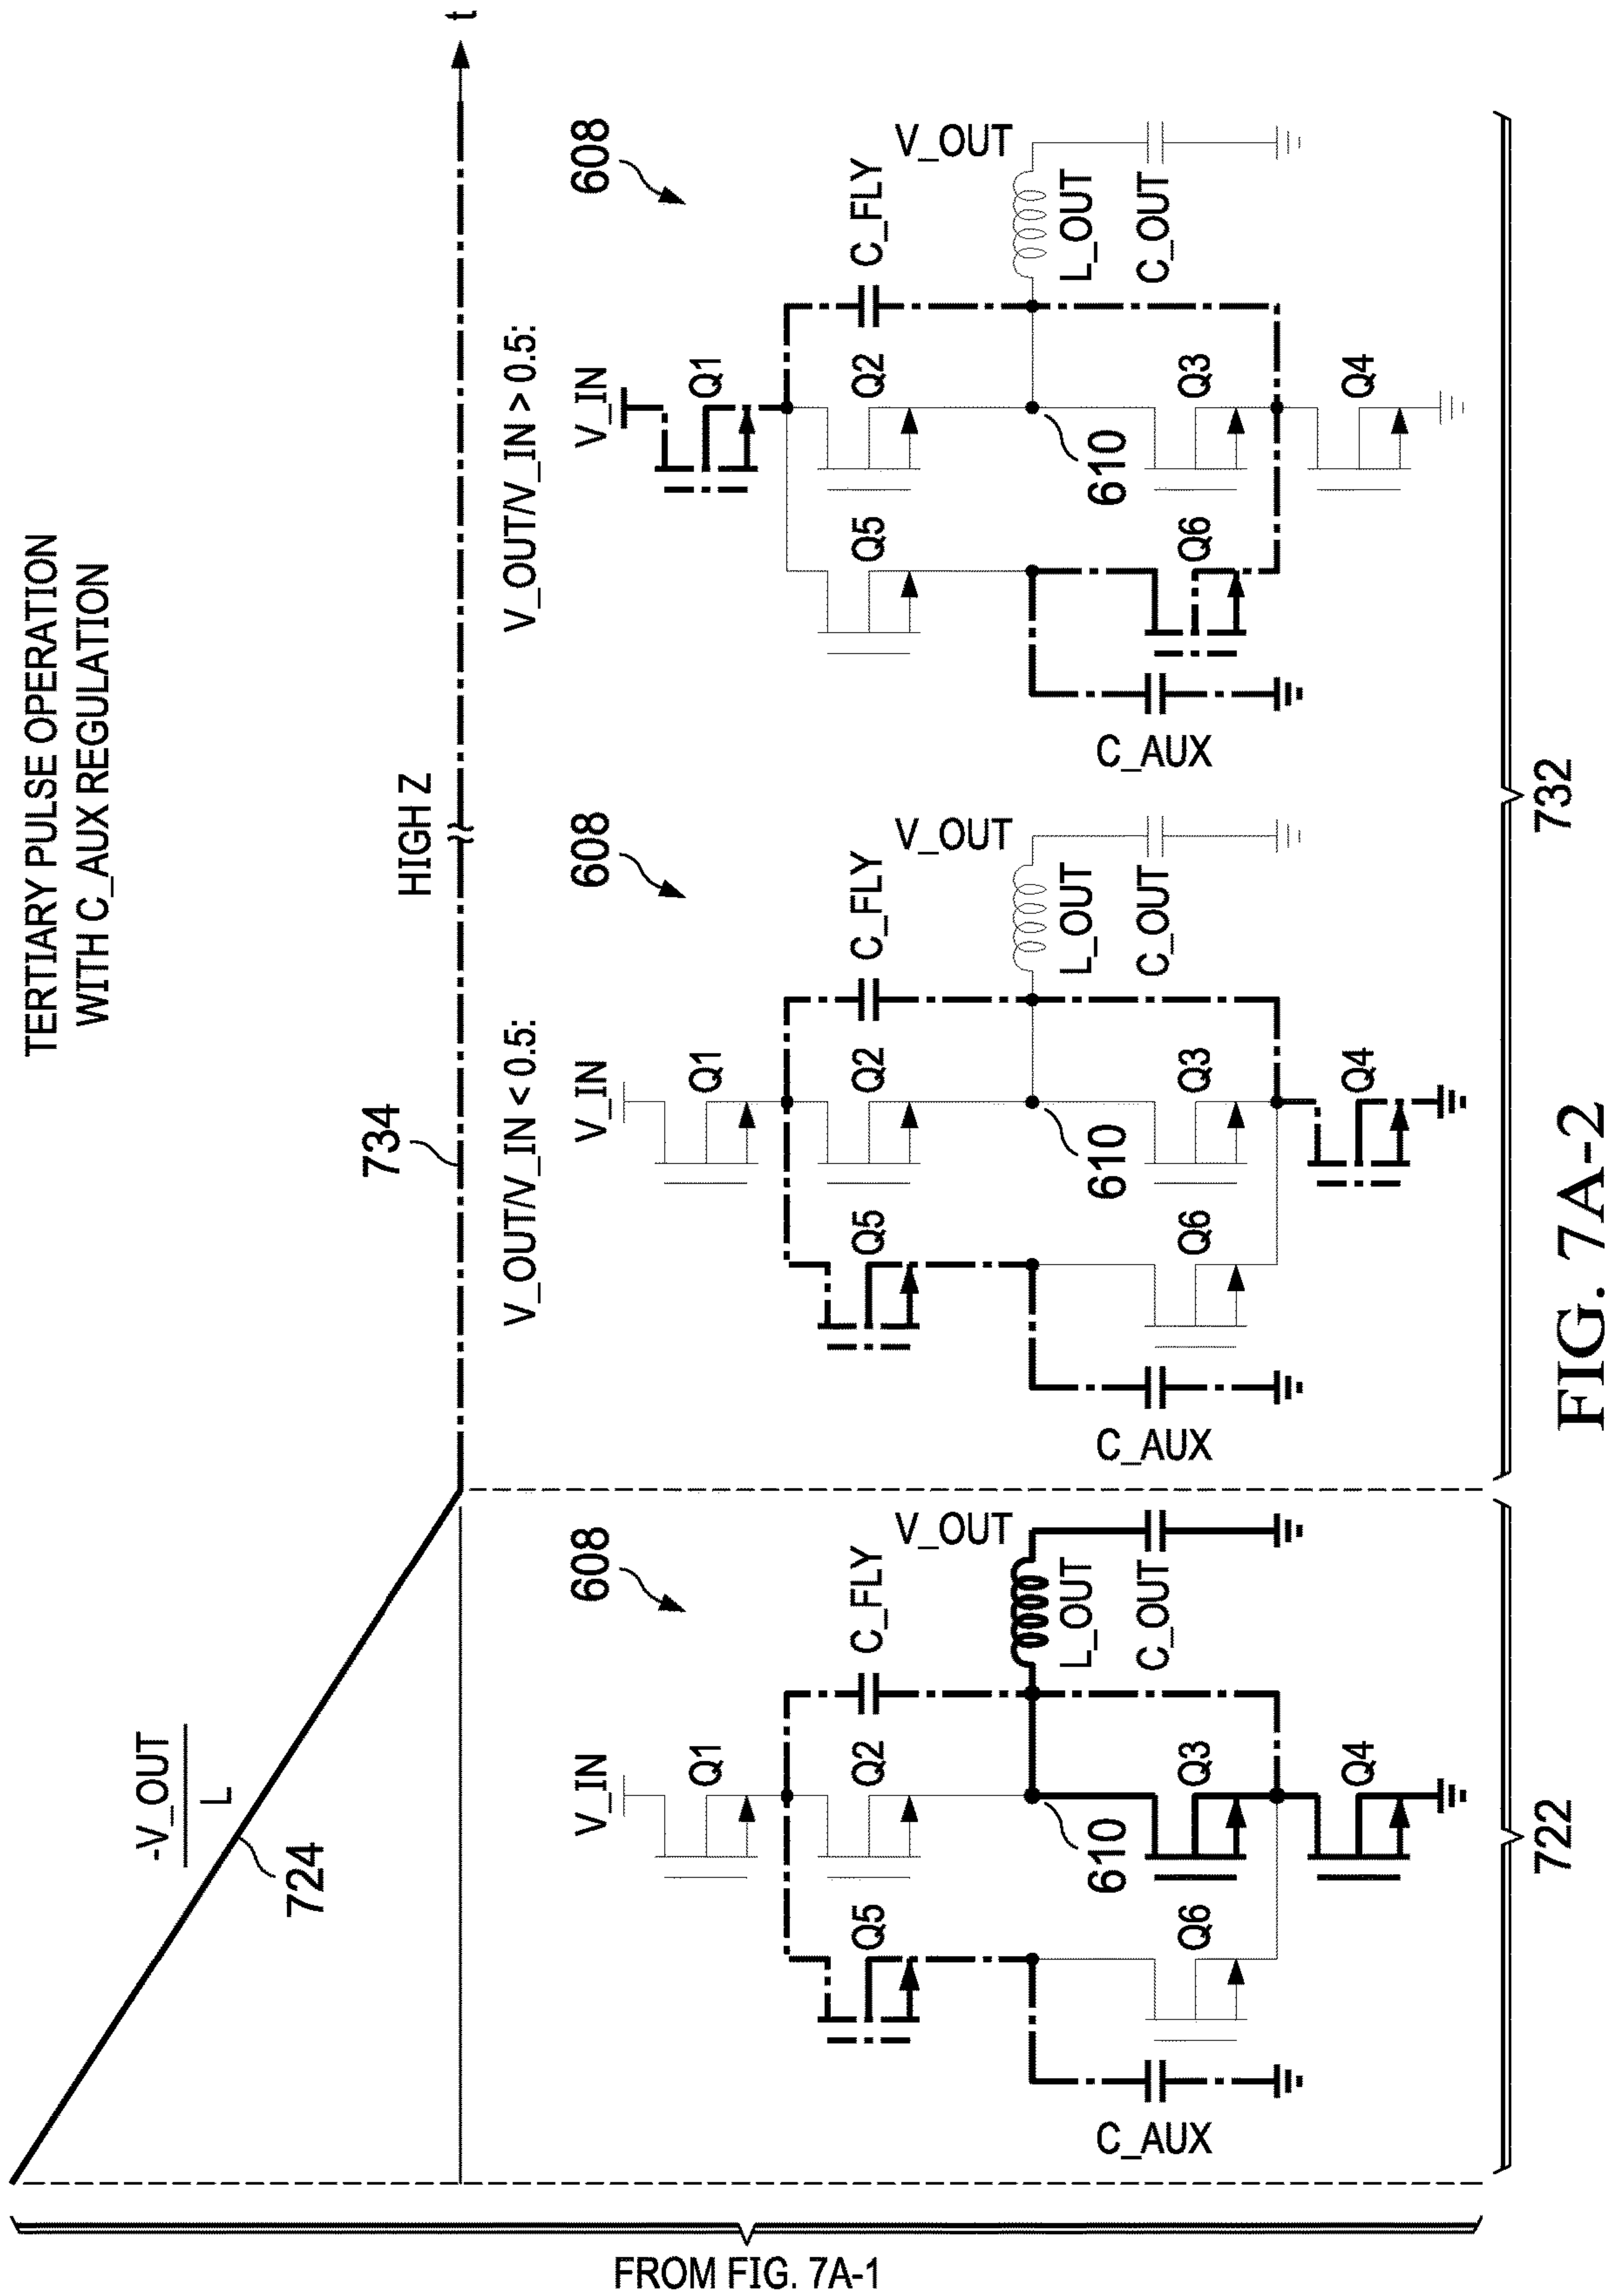 TERTIARY PULSE OPERATION
WITH C_AUX REGULATION
-V_OUT
L
724
734
HIGH Z
t
608
V_IN
Q1
Q2
Q3
Q4
Q5
Q6
C_FLY
V_OUT
L_OUT
C_OUT
C_AUX
610
722
V_OUT/V_IN < 0.5:
608
V_IN
Q1
Q2
Q3
Q4
Q5
Q6
C_FLY
V_OUT
L_OUT
C_OUT
C_AUX
610
V_OUT/V_IN > 0.5:
608
V_IN
Q1
Q2
Q3
Q4
Q5
Q6
C_FLY
V_OUT
L_OUT
C_OUT
C_AUX
610
732
FROM FIG. 7A-1
FIG. 7A-2